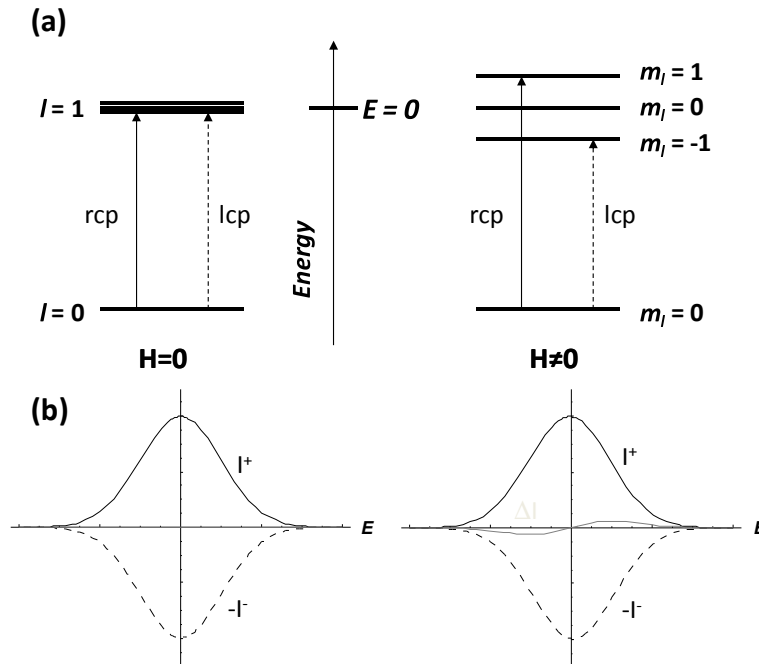 (a)
l = 1
E = 0
m_l = 1
m_l = 0
m_l = -1
rcp
lcp
Energy
rcp
lcp
l = 0
m_l = 0
H=0
H≠0
(b)
I⁺
E
-I⁻
I⁺
ΔI
E
-I⁻